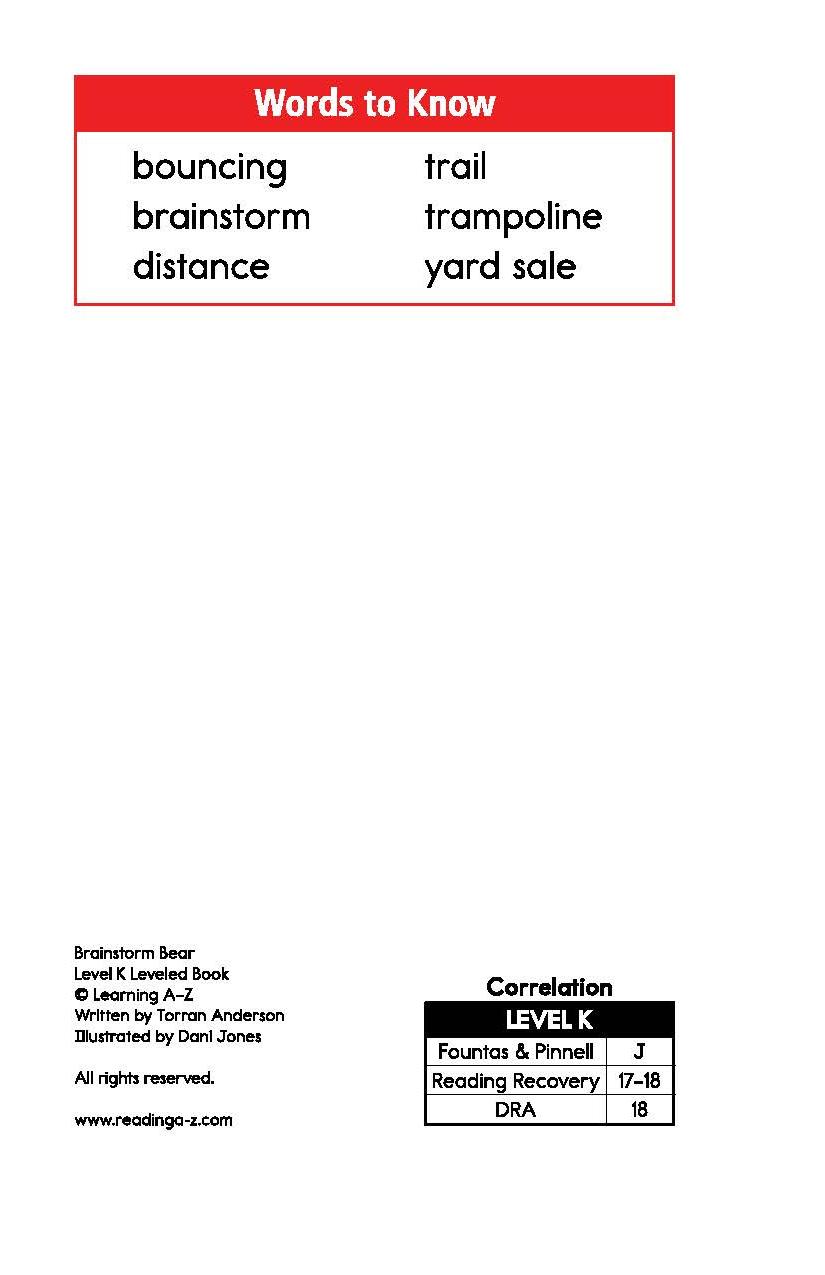 Words to Know
bouncing trail
brainstorm trampoline
distance yard sale
Brainstorm Bear
Level K Leveled Book
© Learning A–Z
Written by Torran Anderson
Illustrated by Dani Jones
All rights reserved.
www.readinga-z.com
Correlation
LEVEL K
Fountas & Pinnell J
Reading Recovery 17–18
DRA 18